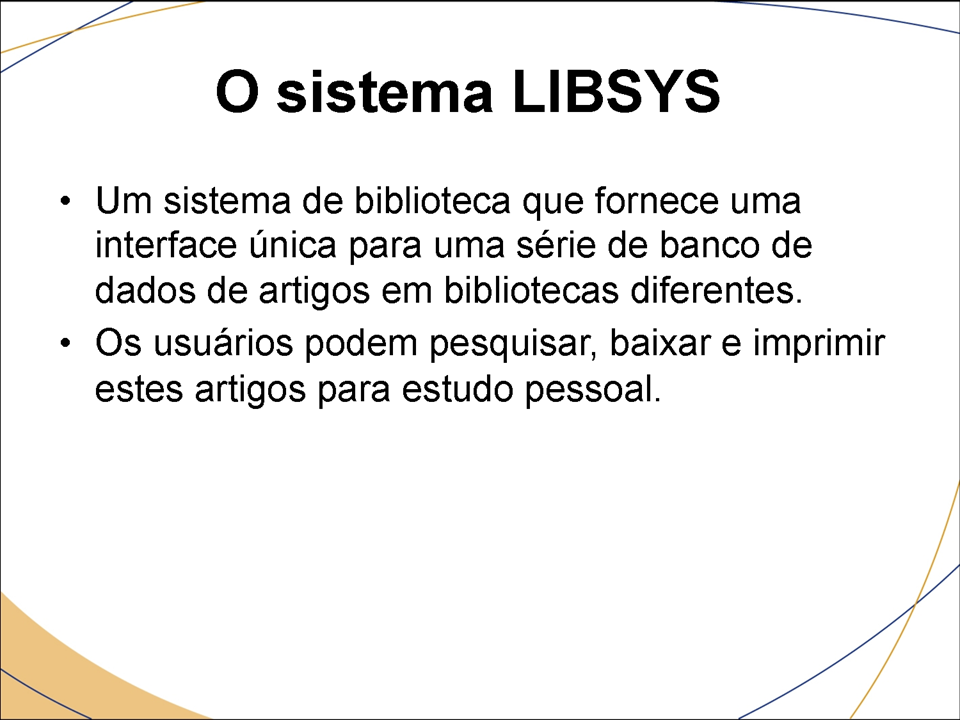 O sistema LIBSYS
• Um sistema de biblioteca que fornece uma
interface única para uma série de banco de
dados de artigos em bibliotecas diferentes.
• Os usuários podem pesquisar, baixar e imprimir
estes artigos para estudo pessoal.